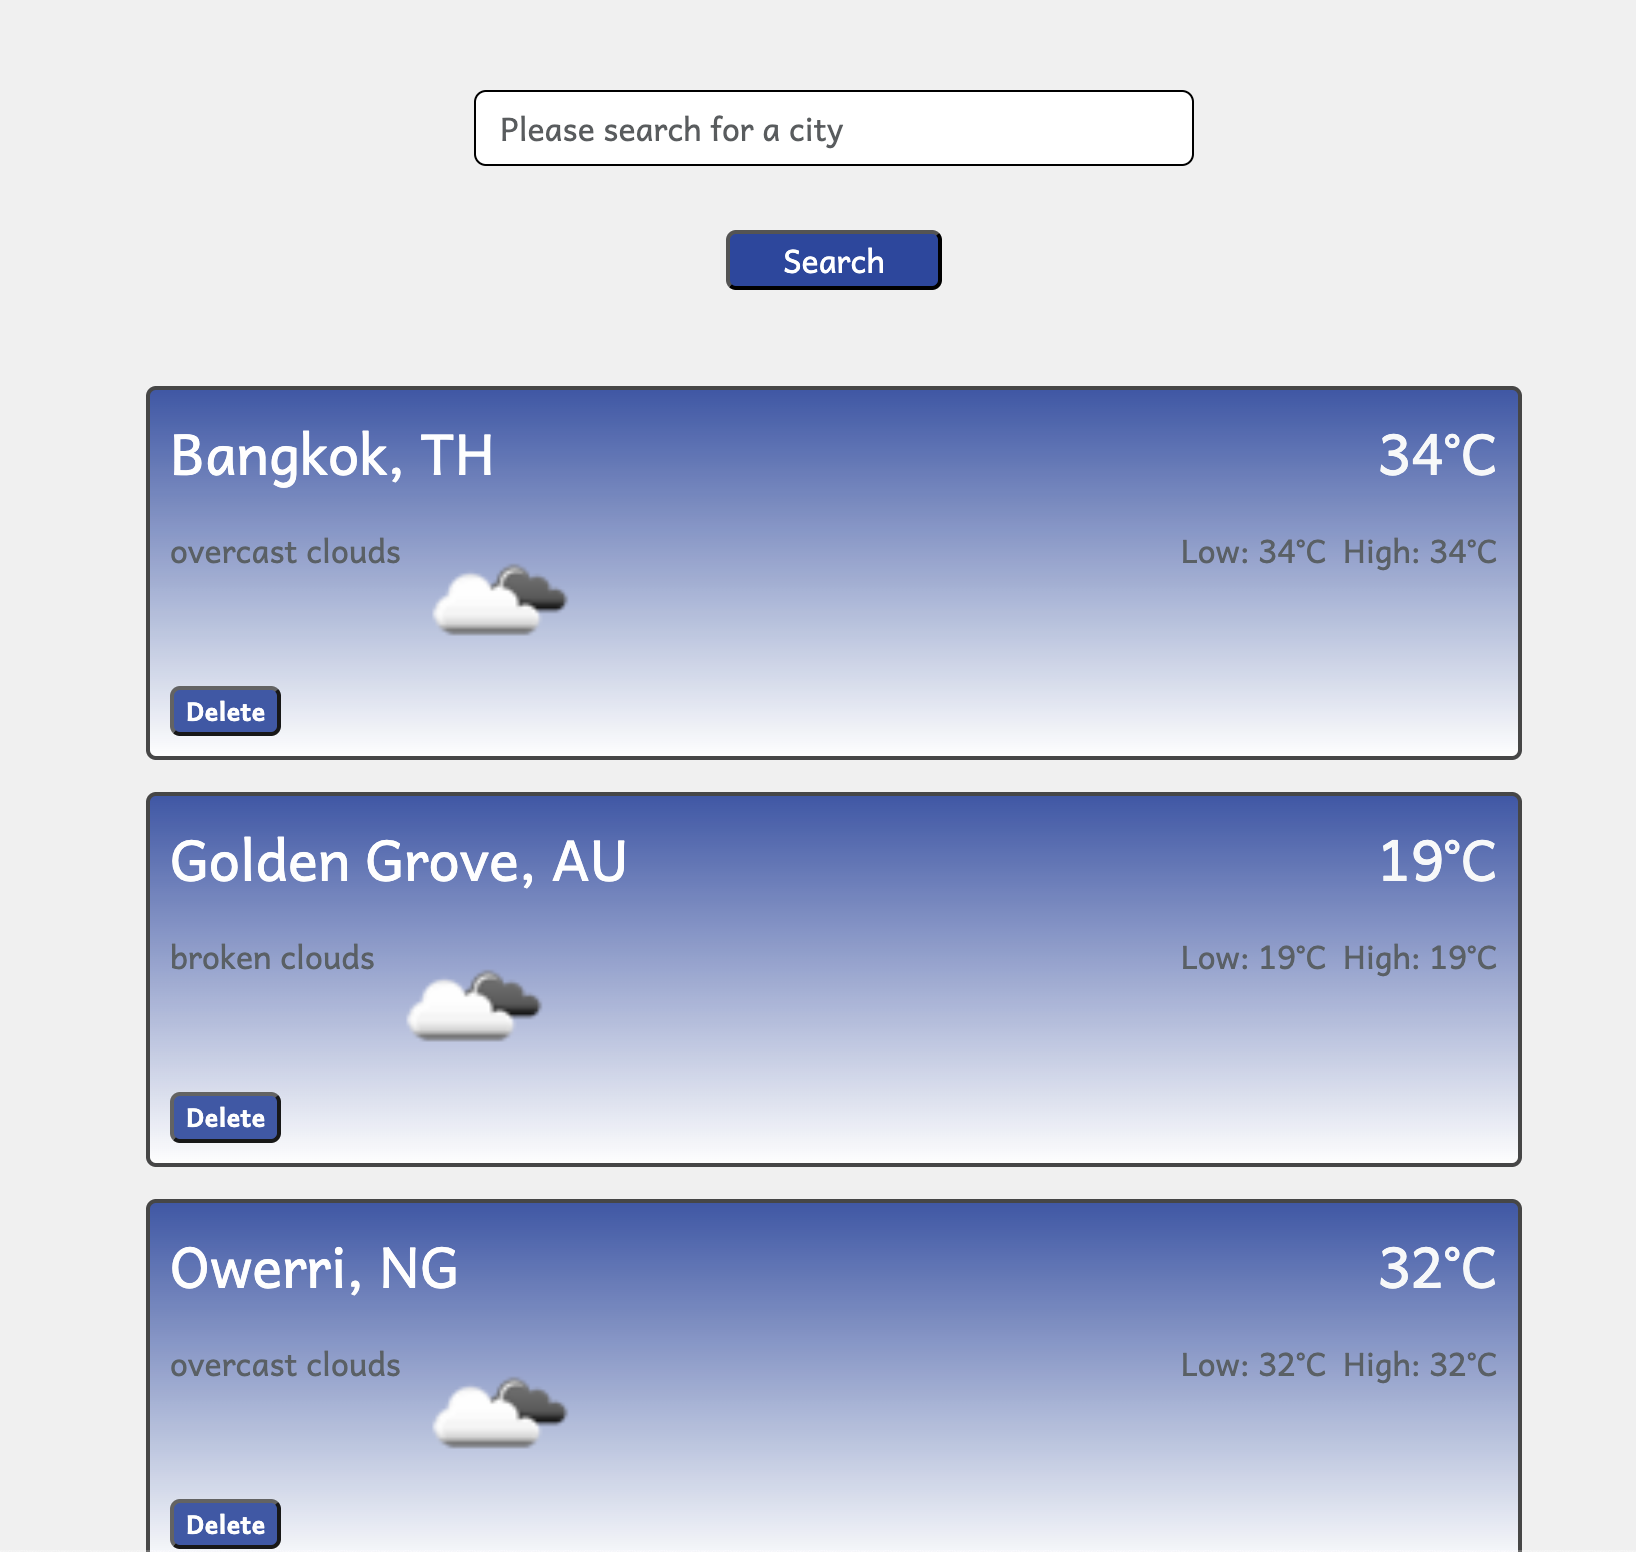 Please search for a city
Search
Bangkok, TH 34°C
overcast clouds Low: 34°C High: 34°C
Delete
Golden Grove, AU 19°C
broken clouds Low: 19°C High: 19°C
Delete
Owerri, NG 32°C
overcast clouds Low: 32°C High: 32°C
Delete